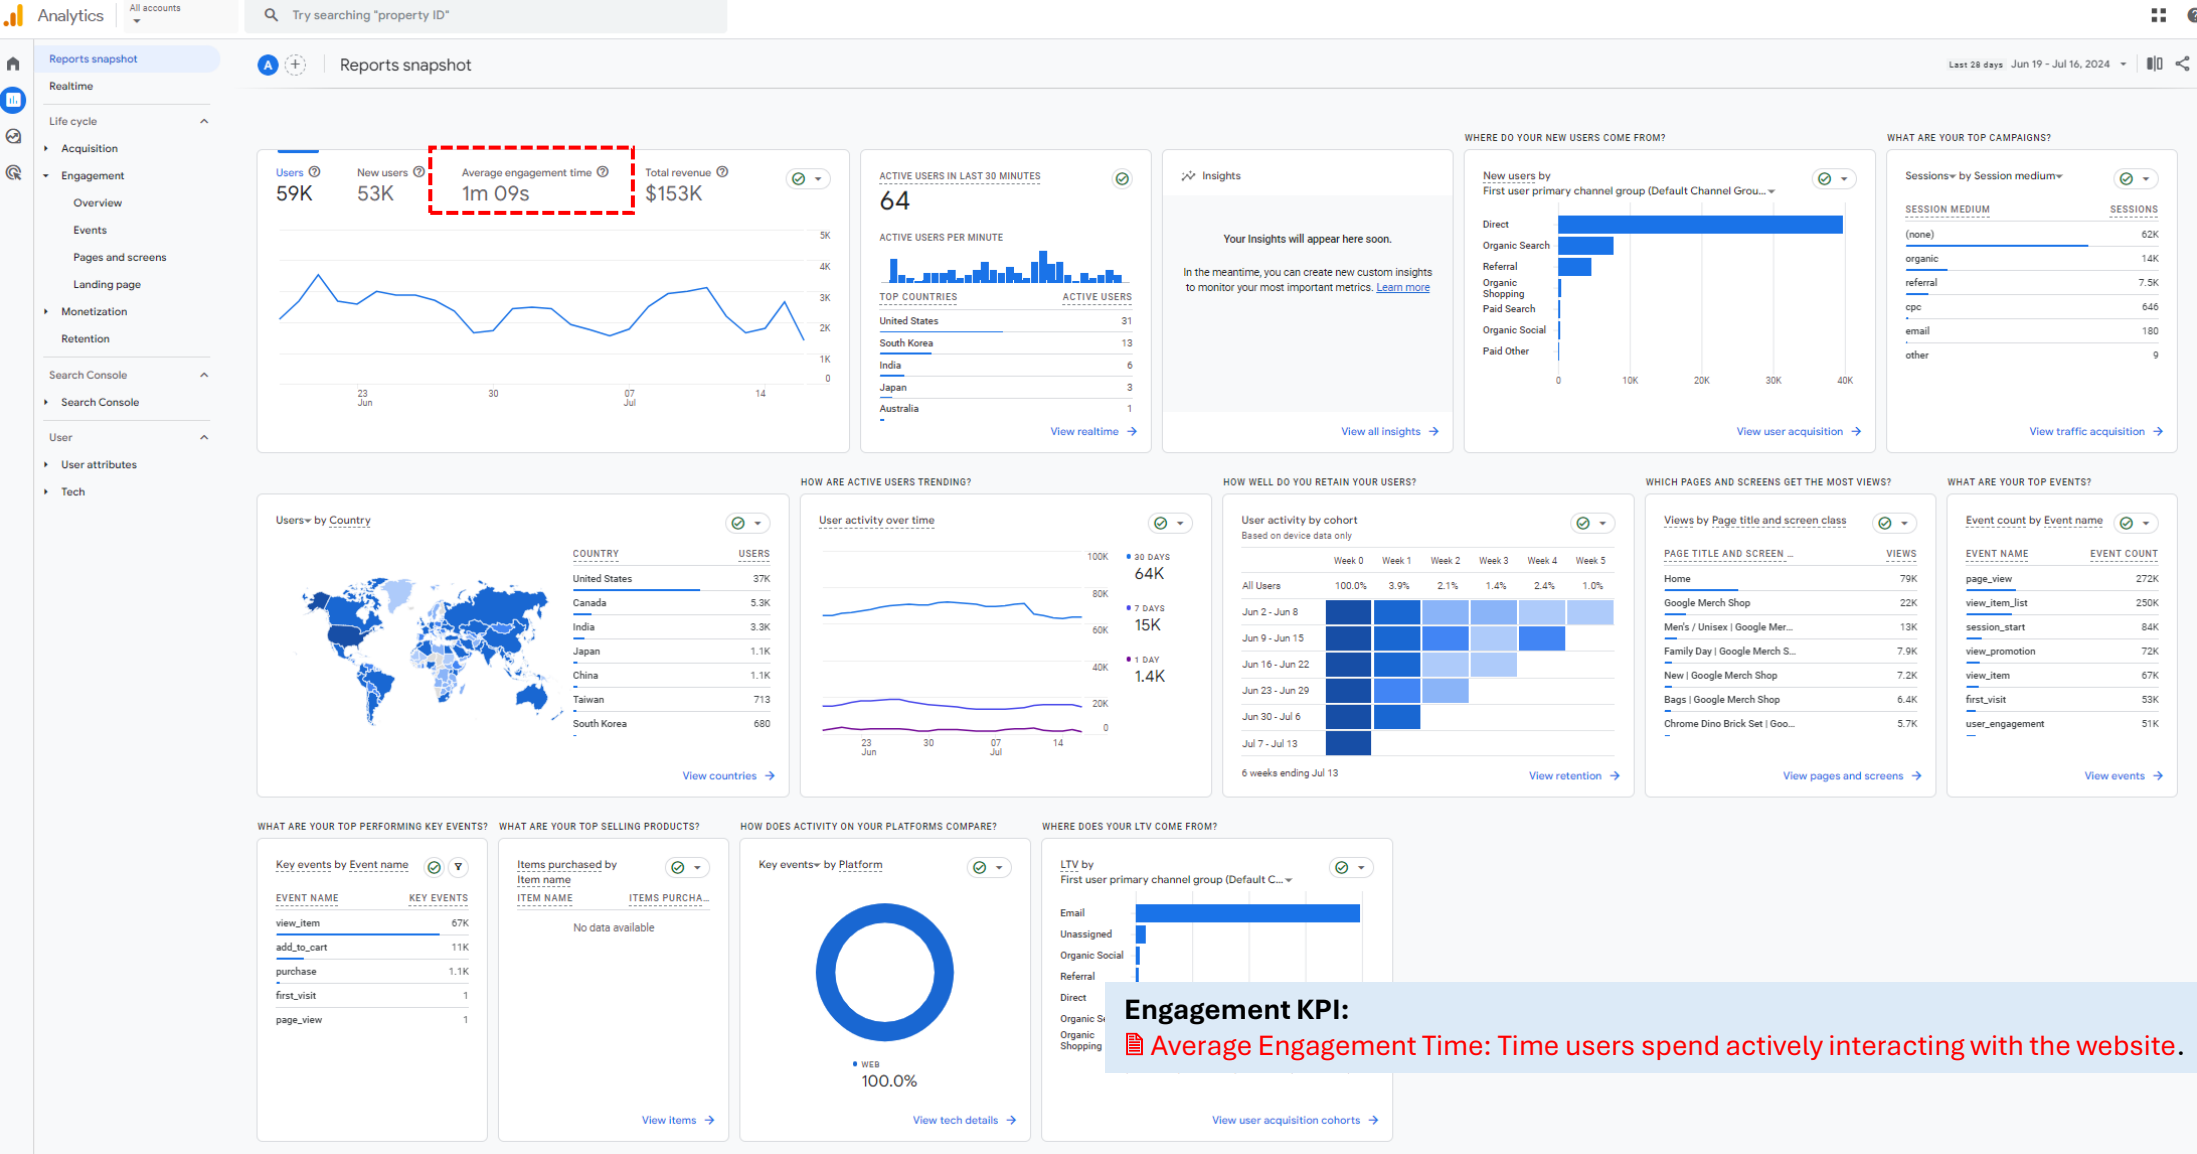 Analytics
All accounts
Try searching "property ID"
Reports snapshot
Realtime
Life cycle
Acquisition
Engagement
Overview
Events
Pages and screens
Landing page
Monetization
Retention
Search Console
Search Console
User
User attributes
Tech
A
Reports snapshot
Last 28 days Jun 19 - Jul 16, 2024
Users
59K
New users
53K
Average engagement time
1m 09s
Total revenue
$153K
5K
4K
3K
2K
1K
0
23
Jun
30
07
Jul
14
ACTIVE USERS IN LAST 30 MINUTES
64
ACTIVE USERS PER MINUTE
TOP COUNTRIES ACTIVE USERS
United States 31
South Korea 13
India 6
Japan 3
Australia 1
View realtime
Insights
Your Insights will appear here soon.
In the meantime, you can create new custom insights
to monitor your most important metrics. Learn more
View all insights
WHERE DO YOUR NEW USERS COME FROM?
New users by
First user primary channel group (Default Channel Grou...
Direct
Organic Search
Referral
Organic
Shopping
Paid Search
Organic Social
Paid Other
0 10K 20K 30K 40K
View user acquisition
WHAT ARE YOUR TOP CAMPAIGNS?
Sessions by Session medium
SESSION MEDIUM SESSIONS
(none) 62K
organic 14K
referral 7.5K
cpc 646
email 180
other 9
View traffic acquisition
Users by Country
COUNTRY USERS
United States 37K
Canada 5.3K
India 3.3K
Japan 1.1K
China 1.1K
Taiwan 713
South Korea 680
View countries
HOW ARE ACTIVE USERS TRENDING?
User activity over time
100K
80K
60K
40K
20K
0
23
Jun
30
07
Jul
14
30 DAYS
64K
7 DAYS
15K
1 DAY
1.4K
HOW WELL DO YOU RETAIN YOUR USERS?
User activity by cohort
Based on device data only
Week 0 Week 1 Week 2 Week 3 Week 4 Week 5
All Users 100.0% 3.9% 2.1% 1.4% 2.4% 1.0%
Jun 2 - Jun 8
Jun 9 - Jun 15
Jun 16 - Jun 22
Jun 23 - Jun 29
Jun 30 - Jul 6
Jul 7 - Jul 13
6 weeks ending Jul 13
View retention
WHICH PAGES AND SCREENS GET THE MOST VIEWS?
Views by Page title and screen class
PAGE TITLE AND SCREEN ... VIEWS
Home 79K
Google Merch Shop 22K
Men's / Unisex | Google Mer... 13K
Family Day | Google Merch S... 7.9K
New | Google Merch Shop 7.2K
Bags | Google Merch Shop 6.4K
Chrome Dino Brick Set | Goo... 5.7K
View pages and screens
WHAT ARE YOUR TOP EVENTS?
Event count by Event name
EVENT NAME EVENT COUNT
page_view 272K
view_item_list 250K
session_start 84K
view_promotion 72K
view_item 67K
first_visit 53K
user_engagement 51K
View events
WHAT ARE YOUR TOP PERFORMING KEY EVENTS?
Key events by Event name
EVENT NAME KEY EVENTS
view_item 67K
add_to_cart 11K
purchase 1.1K
first_visit 1
page_view 1
WHAT ARE YOUR TOP SELLING PRODUCTS?
Items purchased by
Item name
ITEM NAME ITEMS PURCHA...
No data available
View items
HOW DOES ACTIVITY ON YOUR PLATFORMS COMPARE?
Key events by Platform
WEB
100.0%
View tech details
WHERE DOES YOUR LTV COME FROM?
LTV by
First user primary channel group (Default C...
Email
Unassigned
Organic Social
Referral
Direct
Organic Se
Organic
Shopping
View user acquisition cohorts
Engagement KPI:
Average Engagement Time: Time users spend actively interacting with the website.